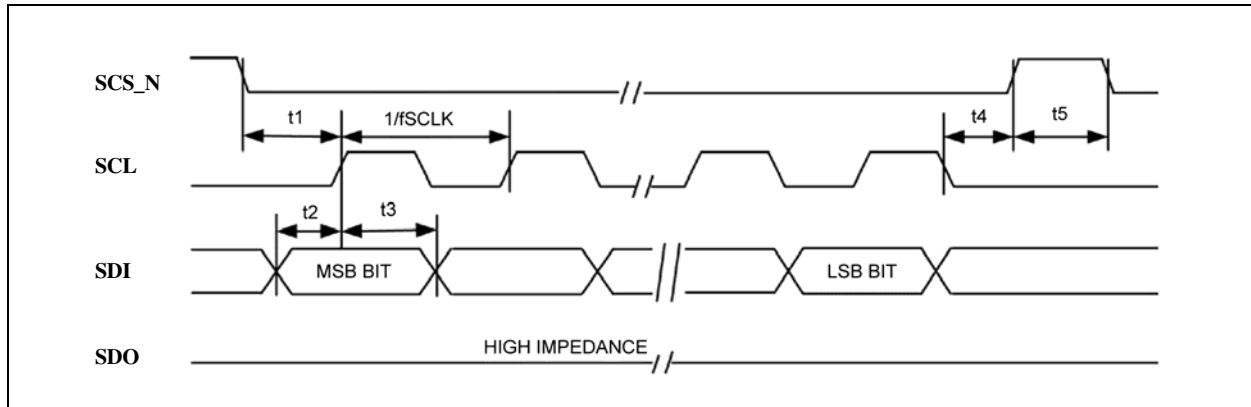 SCS_N
t1
1/fSCLK
t4
t5
SCL
t2
t3
SDI
MSB BIT
LSB BIT
SDO
HIGH IMPEDANCE